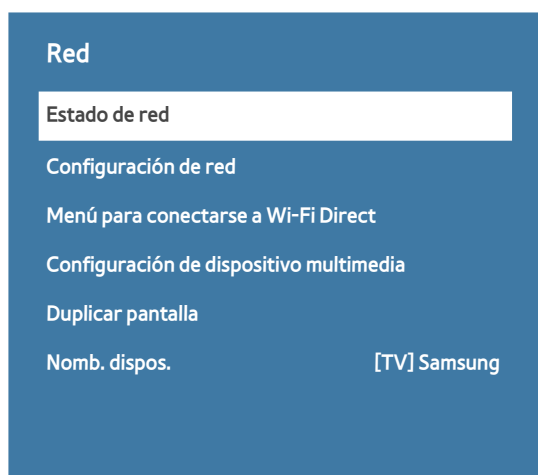 Red
Estado de red
Configuración de red
Menú para conectarse a Wi-Fi Direct
Configuración de dispositivo multimedia
Duplicar pantalla
Nomb. dispos. [TV] Samsung